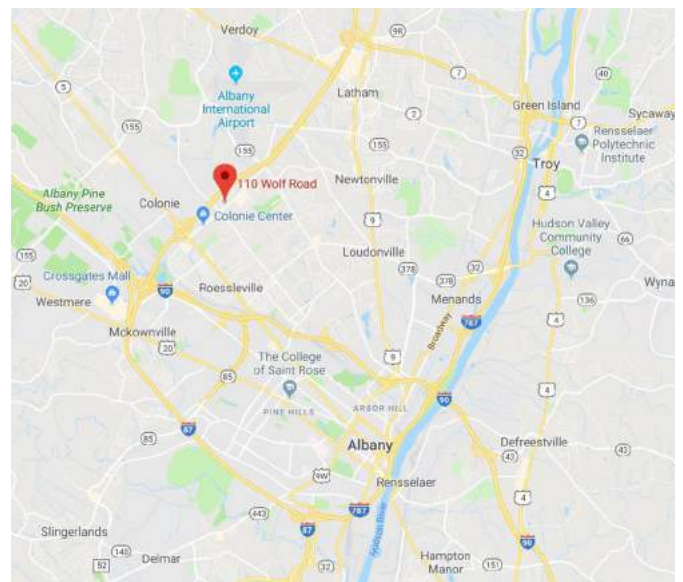 Verdoy
9R
7
5
Albany
International
Airport
Latham
40
Green Island
2
Sycaway
155
7
155
155
32
Rensselaer
Polytechnic
Institute
Troy
110 Wolf Road
Newtonville
4
Albany Pine
Bush Preserve
Colonie
Colonie Center
9
Hudson Valley
Community
College
66
155
Loudonville
20
378
32
Crossgates Mall
90
Roessleville
378
Wyna
Westmere
Menands
136
787
4
Mckownville
Broadway
20
The College
of Saint Rose
9
85
90
4
PINE HILLS
ARBOR HILL
87
85
Albany
Defreestville
43
43
9W
Rensselaer
4
787
443
87
Hudson River
Slingerlands
90
140
52
Delmar
32
Hampton
Manor
151